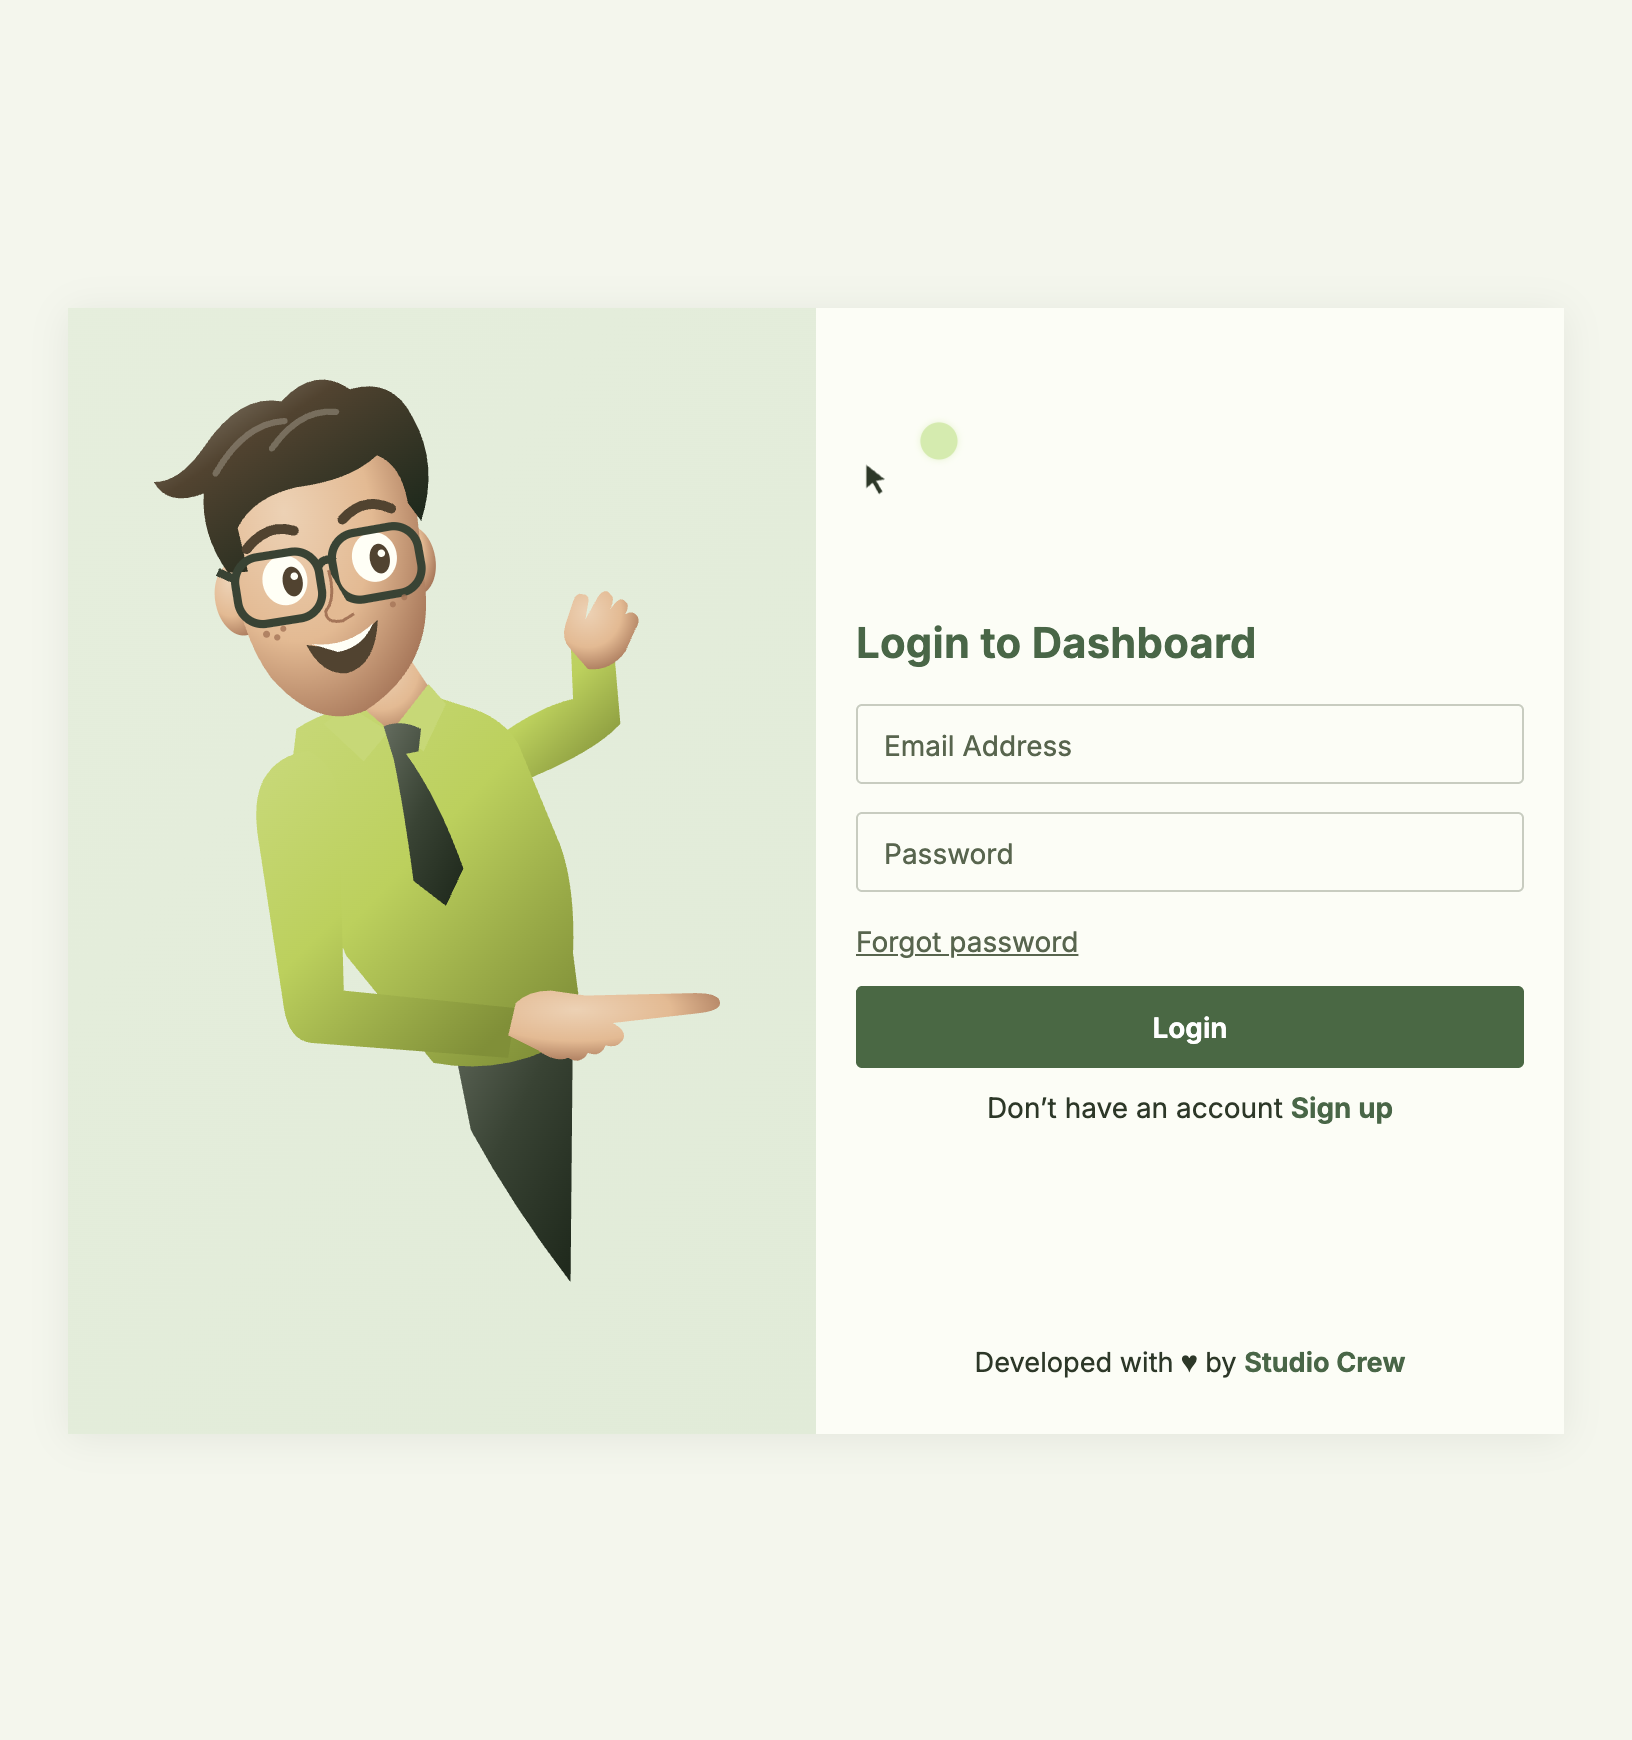 Login to Dashboard
Email Address
Password
Forgot password
Login
Don’t have an account Sign up
Developed with ♥ by Studio Crew